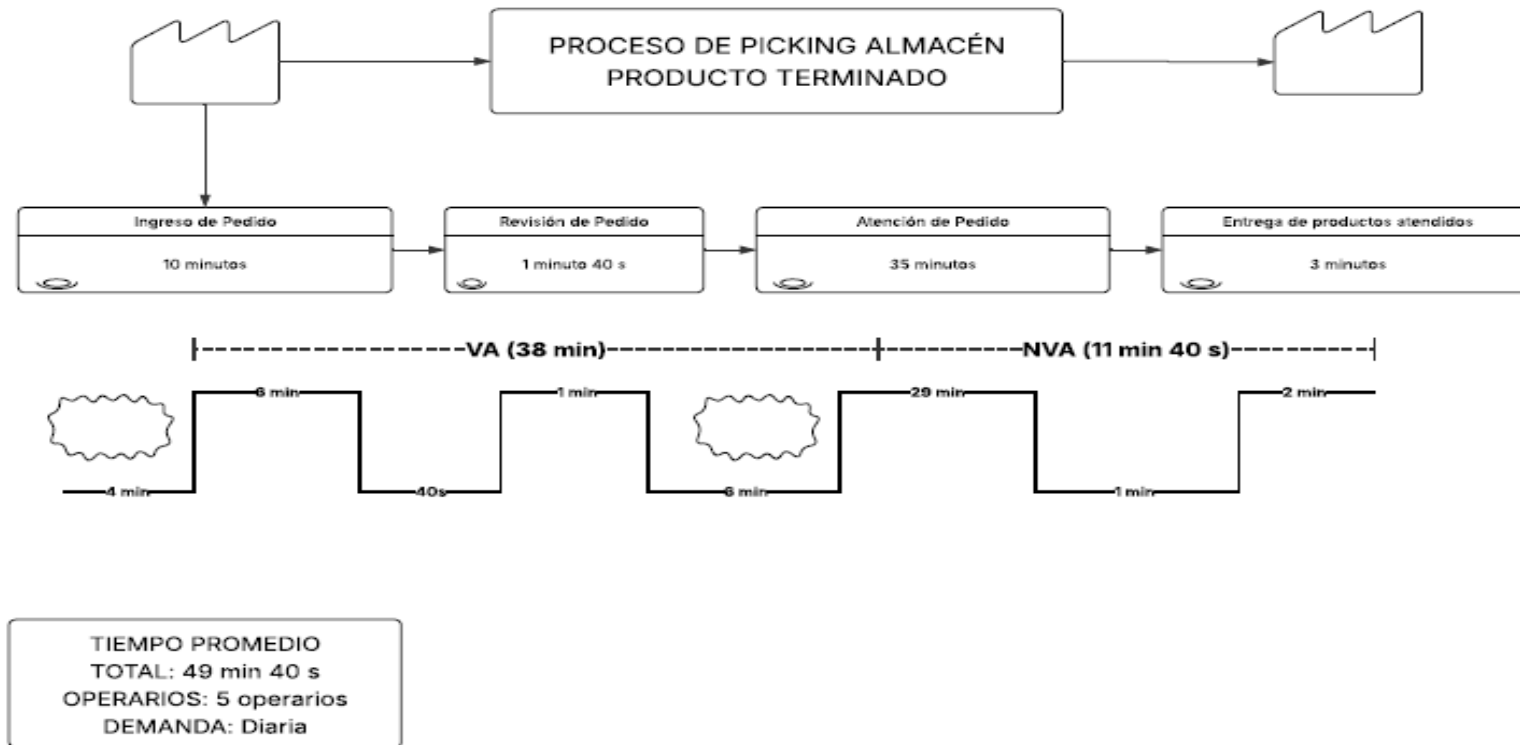 PROCESO DE PICKING ALMACÉN
PRODUCTO TERMINADO
Ingreso de Pedido
10 minutos
Revisión de Pedido
1 minuto 40 s
Atención de Pedido
35 minutos
Entrega de productos atendidos
3 minutos
VA (38 min)
NVA (11 min 40 s)
6 min
1 min
29 min
2 min
4 min
40s
6 min
1 min
TIEMPO PROMEDIO
TOTAL: 49 min 40 s
OPERARIOS: 5 operarios
DEMANDA: Diaria